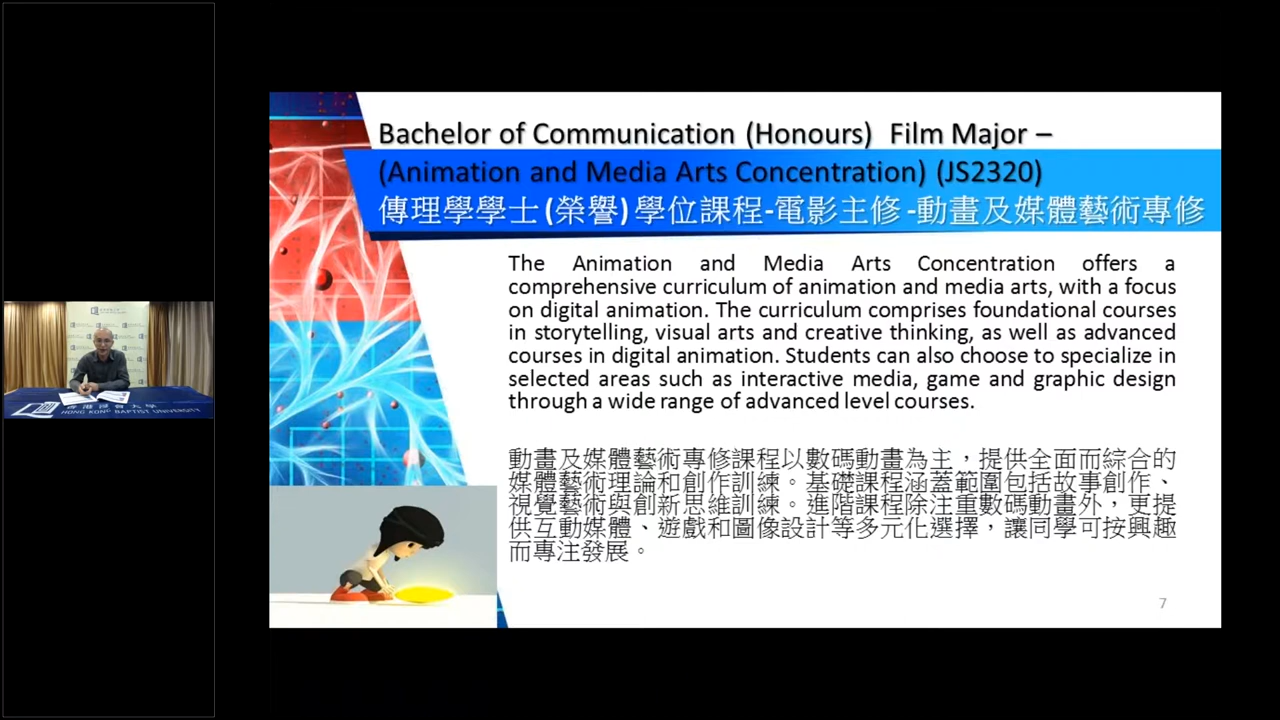 Bachelor of Communication (Honours) Film Major –
(Animation and Media Arts Concentration) (JS2320)
傳理學學士(榮譽)學位課程-電影主修-動畫及媒體藝術專修
The Animation and Media Arts Concentration offers a
comprehensive curriculum of animation and media arts, with a focus
on digital animation. The curriculum comprises foundational courses
in storytelling, visual arts and creative thinking, as well as advanced
courses in digital animation. Students can also choose to specialize in
selected areas such as interactive media, game and graphic design
through a wide range of advanced level courses.
動畫及媒體藝術專修課程以數碼動畫為主，提供全面而綜合的
媒體藝術理論和創作訓練。基礎課程涵蓋範圍包括故事創作、
視覺藝術與創新思維訓練。進階課程除注重數碼動畫外，更提
供互動媒體、遊戲和圖像設計等多元化選擇，讓同學可按興趣
而專注發展。
7
香港浸會大學
HONG KONG BAPTIST UNIVERSITY